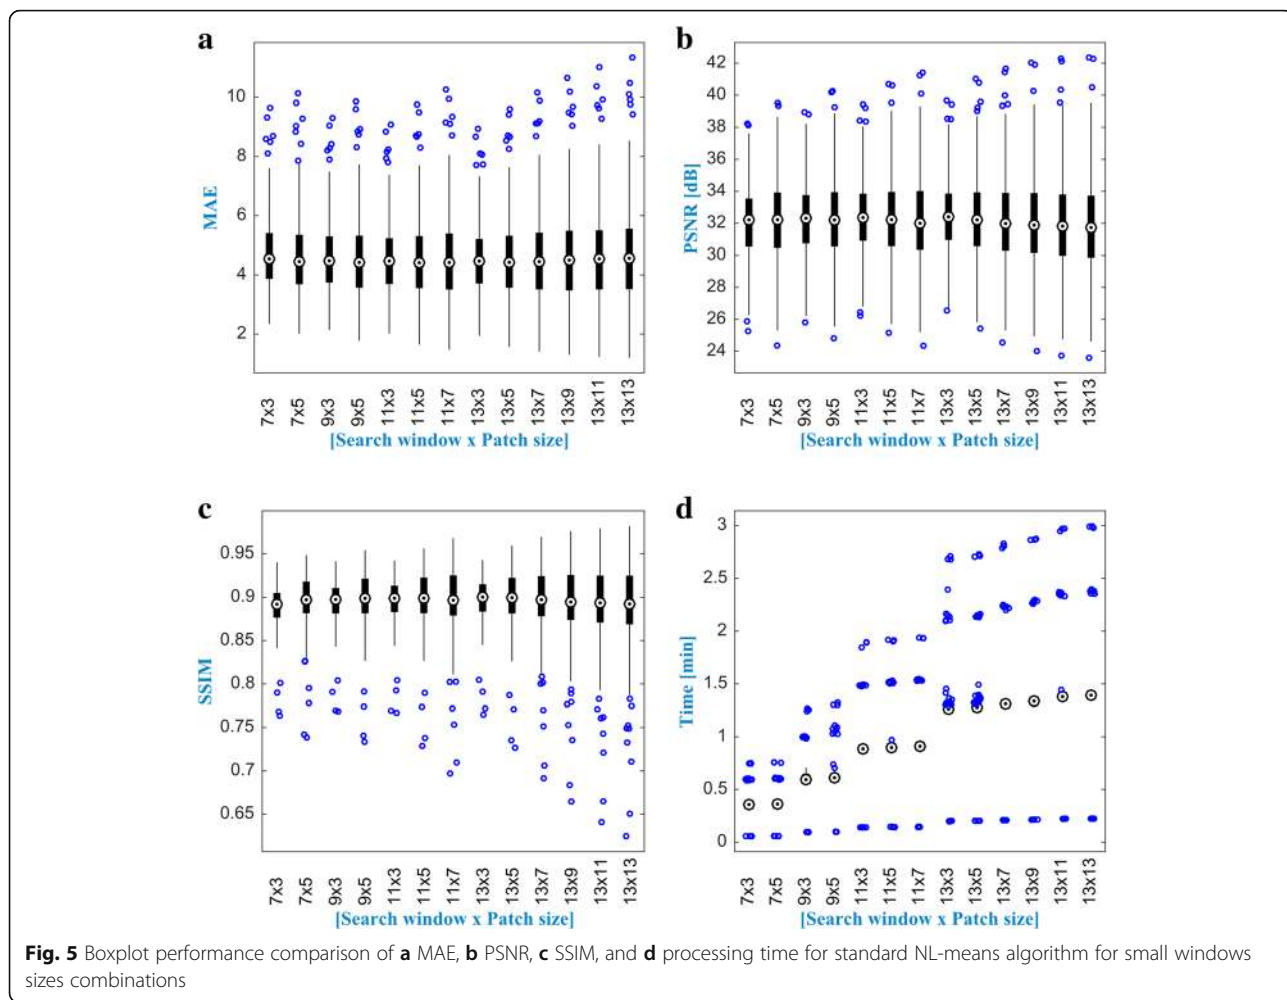 a
10
8
6
4
2
MAE
7x3 7x5 9x3 9x5 11x3 11x5 11x7 13x3 13x5 13x7 13x9 13x11 13x13
[Search window x Patch size]
b
42
40
38
36
34
32
30
28
26
24
PSNR [dB]
7x3 7x5 9x3 9x5 11x3 11x5 11x7 13x3 13x5 13x7 13x9 13x11 13x13
[Search window x Patch size]
c
0.95
0.9
0.85
0.8
0.75
0.7
0.65
SSIM
7x3 7x5 9x3 9x5 11x3 11x5 11x7 13x3 13x5 13x7 13x9 13x11 13x13
[Search window x Patch size]
d
3
2.5
2
1.5
1
0.5
0
Time [min]
7x3 7x5 9x3 9x5 11x3 11x5 11x7 13x3 13x5 13x7 13x9 13x11 13x13
[Search window x Patch size]
Fig. 5 Boxplot performance comparison of a MAE, b PSNR, c SSIM, and d processing time for standard NL-means algorithm for small windows
sizes combinations